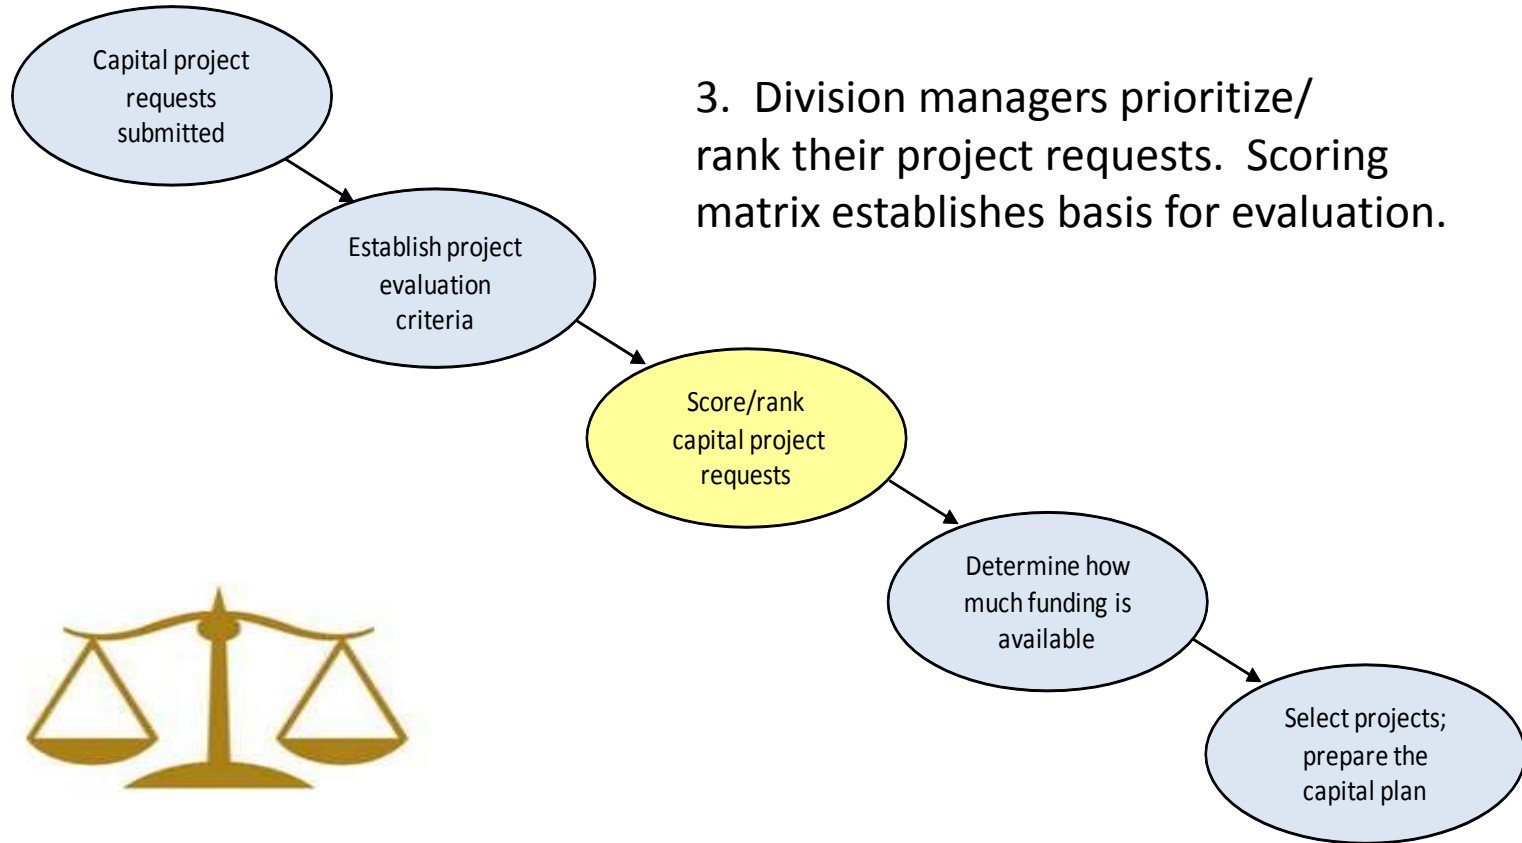 Capital project
requests
submitted
3. Division managers prioritize/
rank their project requests. Scoring
matrix establishes basis for evaluation.
Establish project
evaluation
criteria
Score/rank
capital project
requests
Determine how
much funding is
available
Select projects;
prepare the
capital plan